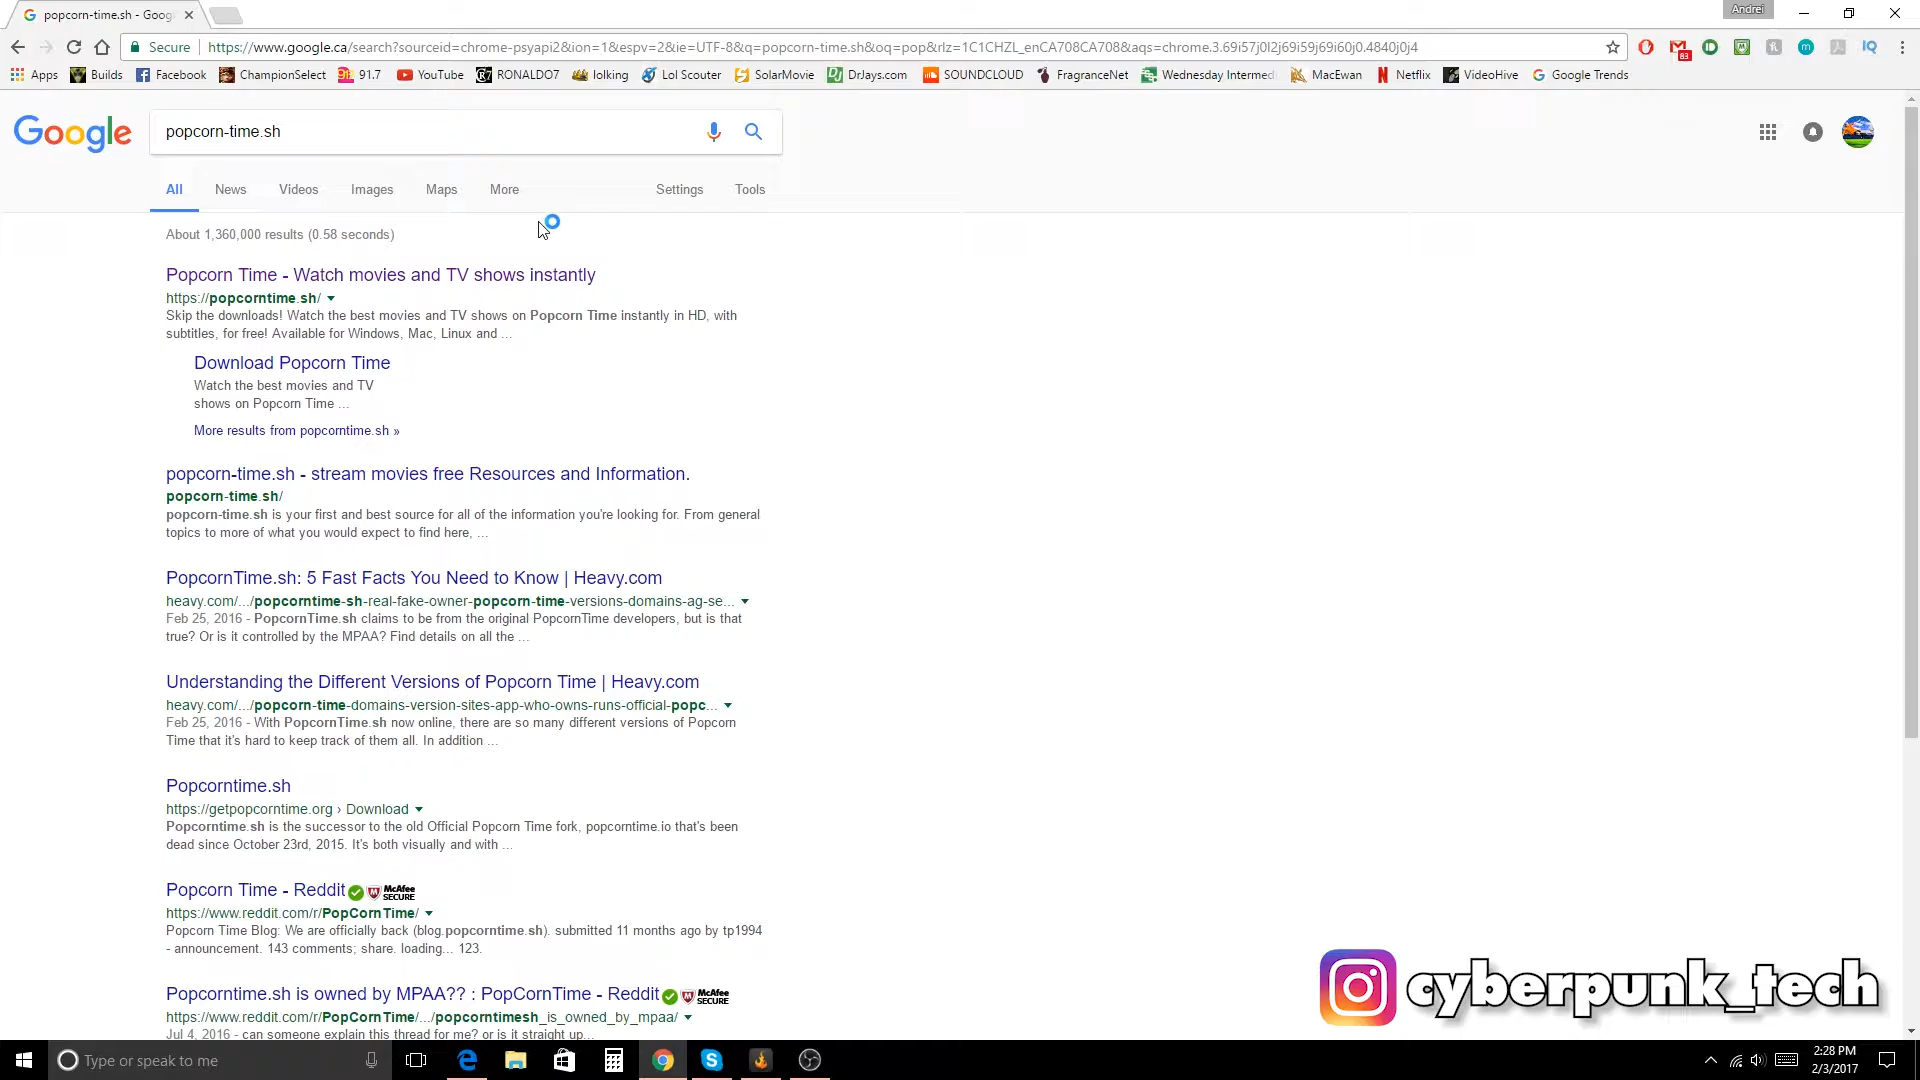 popcorn-time.sh - Goog
Andrei
Secure
https://www.google.ca/search?sourceid=chrome-psyapi2&ion=1&espv=2&ie=UTF-8&q=popcorn-time.sh&oq=pop&rlz=1C1CHZL_enCA708CA708&aqs=chrome.3.69i57j0l2j69i59j69i60j0.4840j0j4
83
IQ
Apps
Builds
Facebook
ChampionSelect
91.7
YouTube
RONALDO7
lolking
Lol Scouter
SolarMovie
DrJays.com
SOUNDCLOUD
FragranceNet
Wednesday Intermed
MacEwan
Netflix
VideoHive
Google Trends
Google
popcorn-time.sh
All
News
Videos
Images
Maps
More
Settings
Tools
About 1,360,000 results (0.58 seconds)
Popcorn Time - Watch movies and TV shows instantly
https://popcorntime.sh/
Skip the downloads! Watch the best movies and TV shows on Popcorn Time instantly in HD, with
subtitles, for free! Available for Windows, Mac, Linux and ...
Download Popcorn Time
Watch the best movies and TV
shows on Popcorn Time ...
More results from popcorntime.sh »
popcorn-time.sh - stream movies free Resources and Information.
popcorn-time.sh/
popcorn-time.sh is your first and best source for all of the information you're looking for. From general
topics to more of what you would expect to find here, ...
PopcornTime.sh: 5 Fast Facts You Need to Know | Heavy.com
heavy.com/.../popcorntime-sh-real-fake-owner-popcorn-time-versions-domains-ag-se...
Feb 25, 2016 - PopcornTime.sh claims to be from the original PopcornTime developers, but is that
true? Or is it controlled by the MPAA? Find details on all the ...
Understanding the Different Versions of Popcorn Time | Heavy.com
heavy.com/.../popcorn-time-domains-version-sites-app-who-owns-runs-official-popc...
Feb 25, 2016 - With PopcornTime.sh now online, there are so many different versions of Popcorn
Time that it's hard to keep track of them all. In addition ...
Popcorntime.sh
https://getpopcorntime.org › Download
Popcorntime.sh is the successor to the old Official Popcorn Time fork, popcorntime.io that's been
dead since October 23rd, 2015. It's both visually and with ...
Popcorn Time - Reddit McAfee SECURE
https://www.reddit.com/r/PopCornTime/
Popcorn Time Blog: We are officially back (blog.popcorntime.sh). submitted 11 months ago by tp1994
- announcement. 143 comments; share. loading... 123.
Popcorntime.sh is owned by MPAA?? : PopCornTime - Reddit McAfee SECURE
https://www.reddit.com/r/PopCornTime/.../popcorntimesh_is_owned_by_mpaa/
Jul 4, 2016 - can someone explain this thread for me? or is it straight up...
cyberpunk_tech
Type or speak to me
2:28 PM
2/3/2017